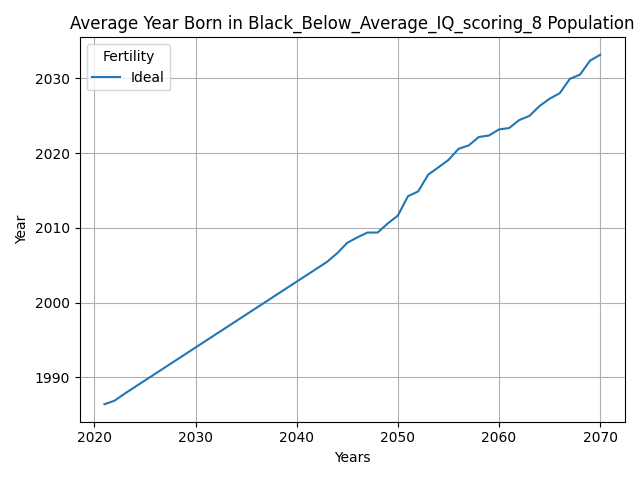 Average Year Born in Black_Below_Average_IQ_scoring_8 Population
Fertility
Ideal
Year
2030
2020
2010
2000
1990
2020 2030 2040 2050 2060 2070
Years